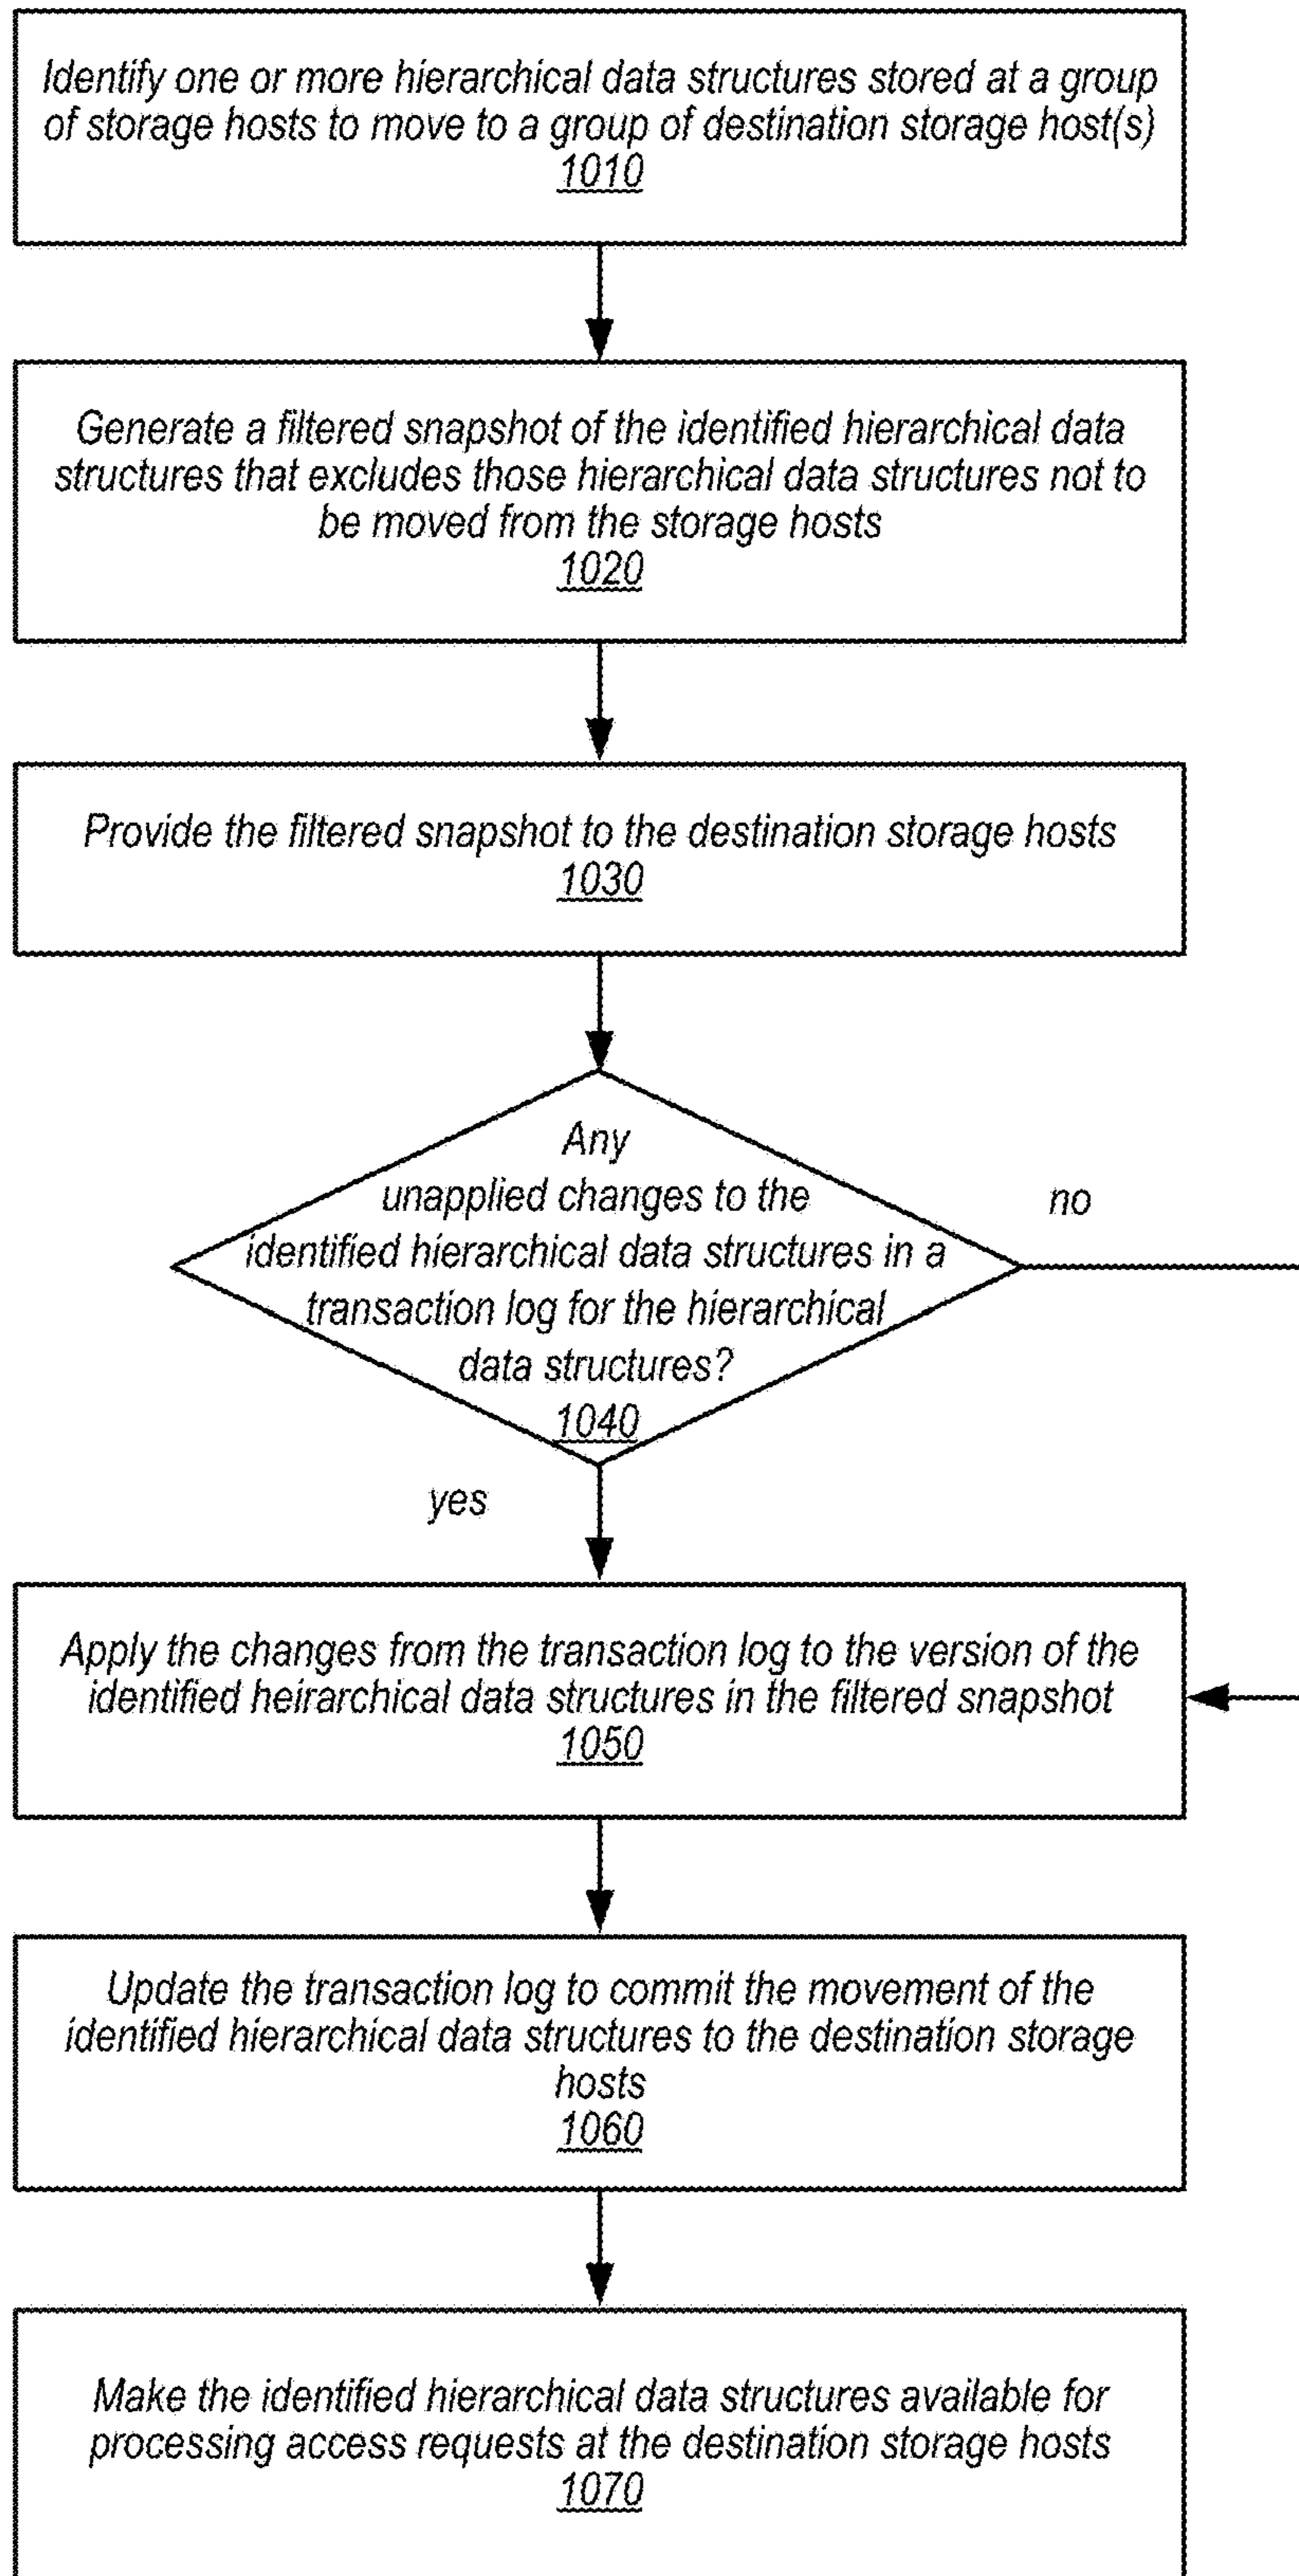 Identify one or more hierarchical data structures stored at a group
of storage hosts to move to a group of destination storage host(s)
1010
Generate a filtered snapshot of the identified hierarchical data
structures that excludes those hierarchical data structures not to
be moved from the storage hosts
1020
Provide the filtered snapshot to the destination storage hosts
1030
Any
unapplied changes to the
identified hierarchical data structures in a
transaction log for the hierarchical
data structures?
1040
no
yes
Apply the changes from the transaction log to the version of the
identified heirarchical data structures in the filtered snapshot
1050
Update the transaction log to commit the movement of the
identified hierarchical data structures to the destination storage
hosts
1060
Make the identified hierarchical data structures available for
processing access requests at the destination storage hosts
1070